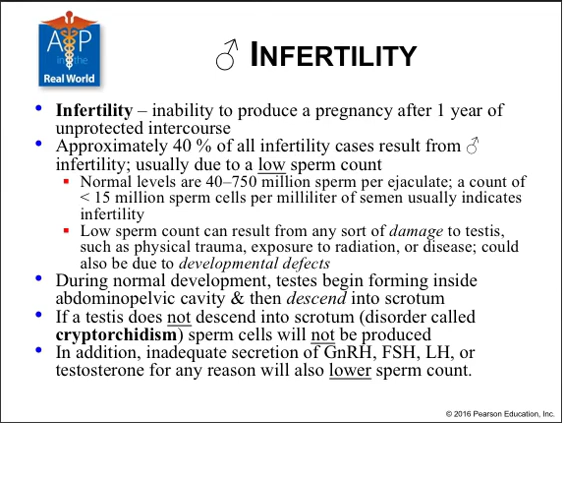 A&P
in the
Real World
♂ INFERTILITY
• Infertility – inability to produce a pregnancy after 1 year of
unprotected intercourse
• Approximately 40 % of all infertility cases result from ♂
infertility; usually due to a low sperm count
▪ Normal levels are 40–750 million sperm per ejaculate; a count of
< 15 million sperm cells per milliliter of semen usually indicates
infertility
▪ Low sperm count can result from any sort of damage to testis,
such as physical trauma, exposure to radiation, or disease; could
also be due to developmental defects
• During normal development, testes begin forming inside
abdominopelvic cavity & then descend into scrotum
• If a testis does not descend into scrotum (disorder called
cryptorchidism) sperm cells will not be produced
• In addition, inadequate secretion of GnRH, FSH, LH, or
testosterone for any reason will also lower sperm count.
© 2016 Pearson Education, Inc.